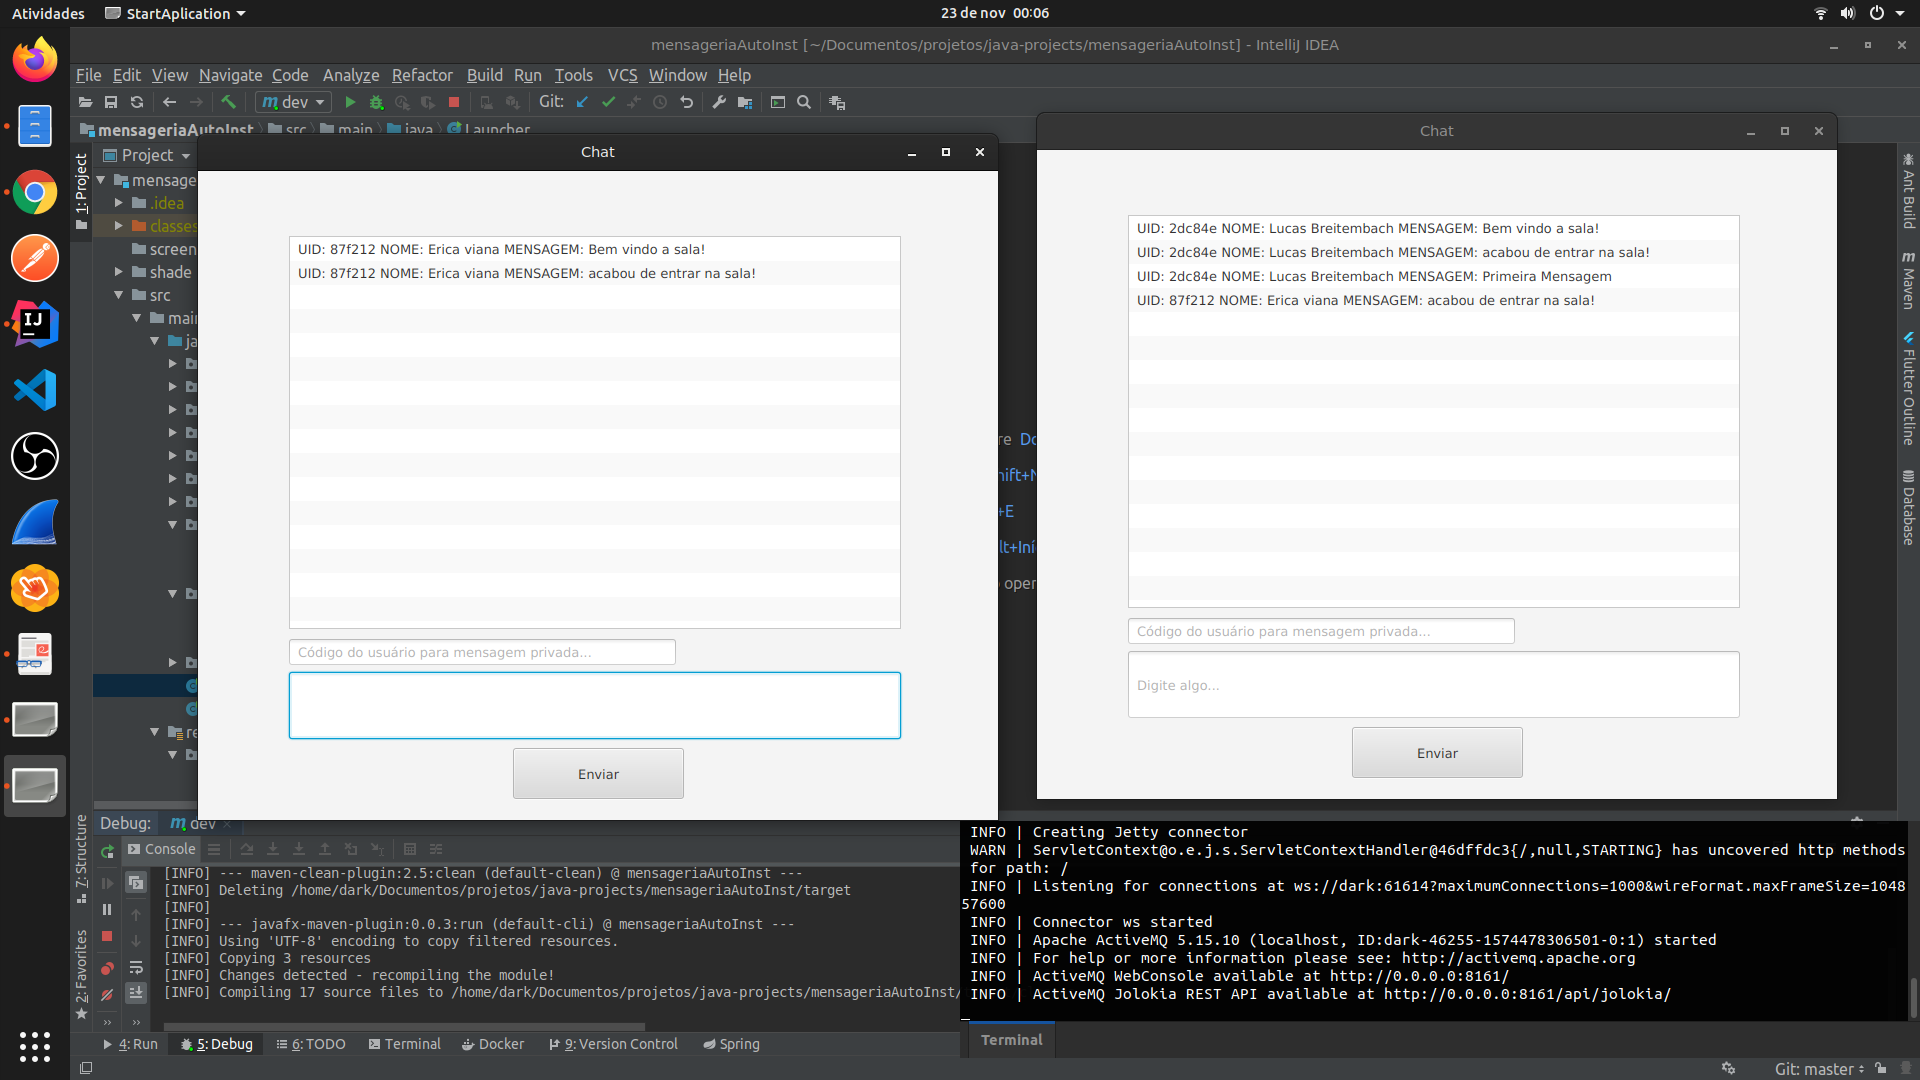 Atividades StartAplication 23 de nov 00:06
mensageriaAutoInst [~/Documentos/projetos/java-projects/mensageriaAutoInst] - IntelliJ IDEA
File Edit View Navigate Code Analyze Refactor Build Run Tools VCS Window Help
dev Git:
mensageriaAutoInst src main java Launcher
1: Project
Project
mensage
.idea
classes
screen
shade
src
mai
ja
re
7: Structure
2: Favorites
Chat
UID: 87f212 NOME: Erica viana MENSAGEM: Bem vindo a sala!
UID: 87f212 NOME: Erica viana MENSAGEM: acabou de entrar na sala!
Código do usuário para mensagem privada...
Enviar
re Do
hift+N
+E
lt+Iní
oper
Chat
UID: 2dc84e NOME: Lucas Breitembach MENSAGEM: Bem vindo a sala!
UID: 2dc84e NOME: Lucas Breitembach MENSAGEM: acabou de entrar na sala!
UID: 2dc84e NOME: Lucas Breitembach MENSAGEM: Primeira Mensagem
UID: 87f212 NOME: Erica viana MENSAGEM: acabou de entrar na sala!
Código do usuário para mensagem privada...
Digite algo...
Enviar
Ant Build
Maven
Flutter Outline
Database
Debug: dev
Console
[INFO] --- maven-clean-plugin:2.5:clean (default-clean) @ mensageriaAutoInst ---
[INFO] Deleting /home/dark/Documentos/projetos/java-projects/mensageriaAutoInst/target
[INFO]
[INFO] --- javafx-maven-plugin:0.0.3:run (default-cli) @ mensageriaAutoInst ---
[INFO] Using 'UTF-8' encoding to copy filtered resources.
[INFO] Copying 3 resources
[INFO] Changes detected - recompiling the module!
[INFO] Compiling 17 source files to /home/dark/Documentos/projetos/java-projects/mensageriaAutoInst/
INFO | Creating Jetty connector
WARN | ServletContext@o.e.j.s.ServletContextHandler@46dffdc3{/,null,STARTING} has uncovered http methods
for path: /
INFO | Listening for connections at ws://dark:61614?maximumConnections=1000&wireFormat.maxFrameSize=1048
57600
INFO | Connector ws started
INFO | Apache ActiveMQ 5.15.10 (localhost, ID:dark-46255-1574478306501-0:1) started
INFO | For help or more information please see: http://activemq.apache.org
INFO | ActiveMQ WebConsole available at http://0.0.0.0:8161/
INFO | ActiveMQ Jolokia REST API available at http://0.0.0.0:8161/api/jolokia/
Terminal
4: Run 5: Debug 6: TODO Terminal Docker 9: Version Control Spring
Git: master